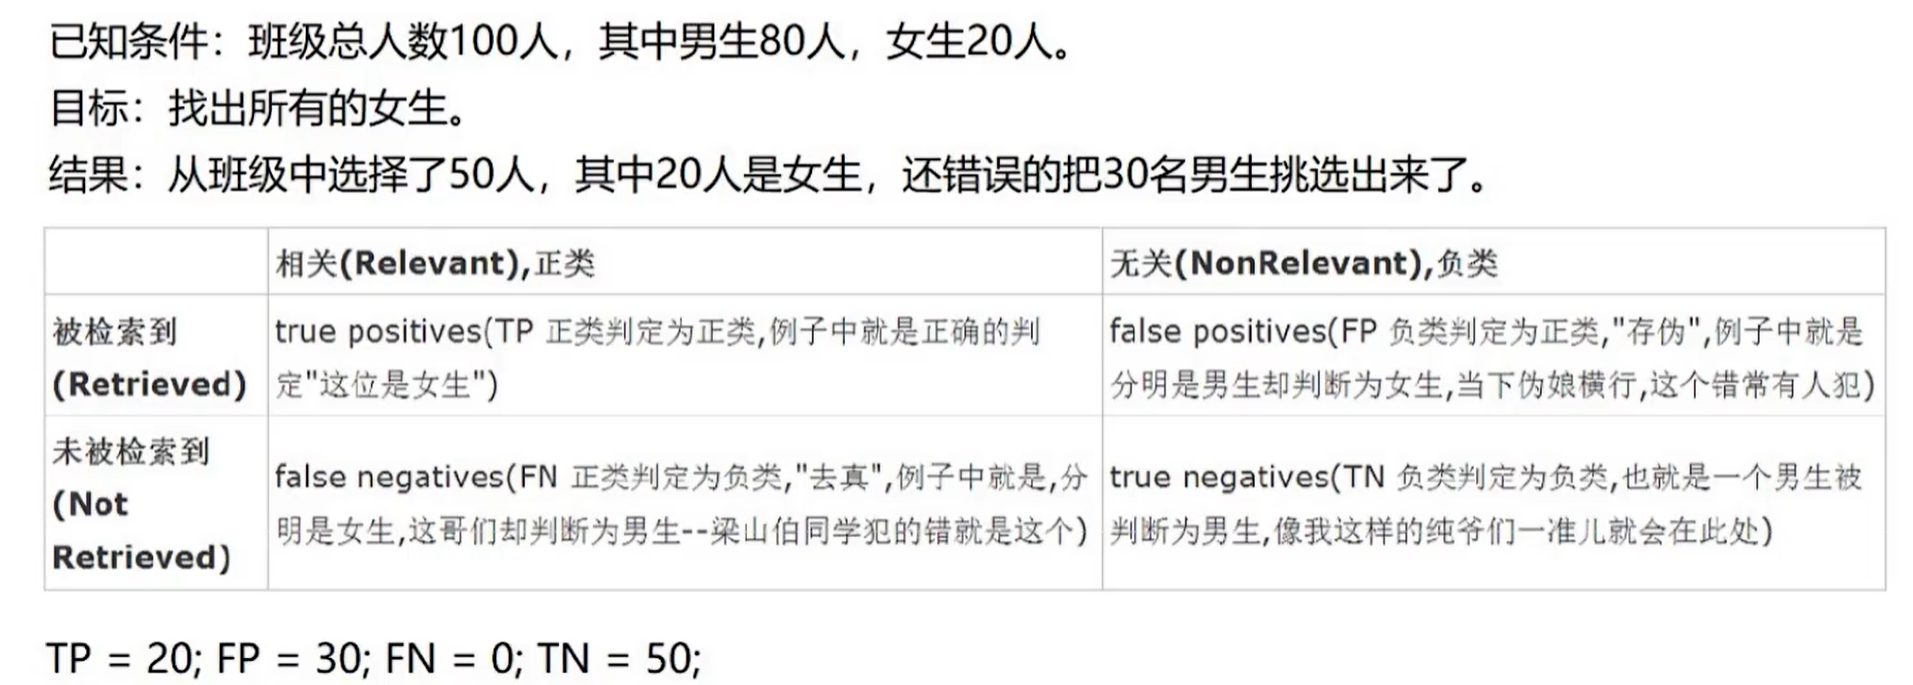 已知条件：班级总人数100人，其中男生80人，女生20人。
目标：找出所有的女生。
结果：从班级中选择了50人，其中20人是女生，还错误的把30名男生挑选出来了。
相关(Relevant),正类
无关(NonRelevant),负类
被检索到
(Retrieved)
true positives(TP 正类判定为正类,例子中就是正确的判
定"这位是女生")
false positives(FP 负类判定为正类,"存伪",例子中就是
分明是男生却判断为女生,当下伪娘横行,这个错常有人犯)
未被检索到
(Not
Retrieved)
false negatives(FN 正类判定为负类,"去真",例子中就是,分
明是女生,这哥们却判断为男生--梁山伯同学犯的错就是这个)
true negatives(TN 负类判定为负类,也就是一个男生被
判断为男生,像我这样的纯爷们一准儿就会在此处)
TP = 20; FP = 30; FN = 0; TN = 50;